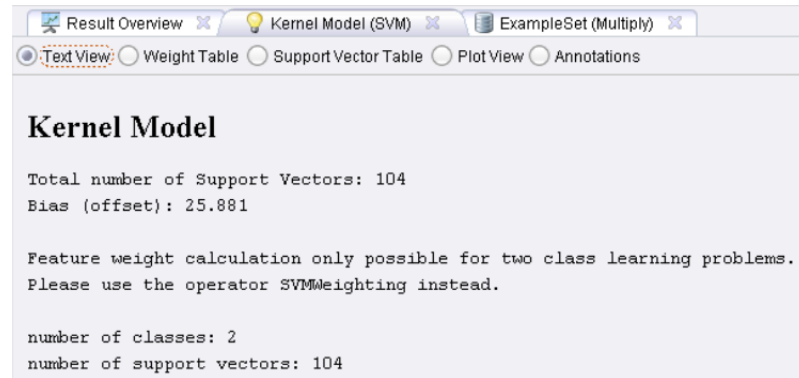 Result Overview Kernel Model (SVM) ExampleSet (Multiply)
Text View Weight Table Support Vector Table Plot View Annotations
Kernel Model
Total number of Support Vectors: 104
Bias (offset): 25.881
Feature weight calculation only possible for two class learning problems.
Please use the operator SVMWeighting instead.
number of classes: 2
number of support vectors: 104